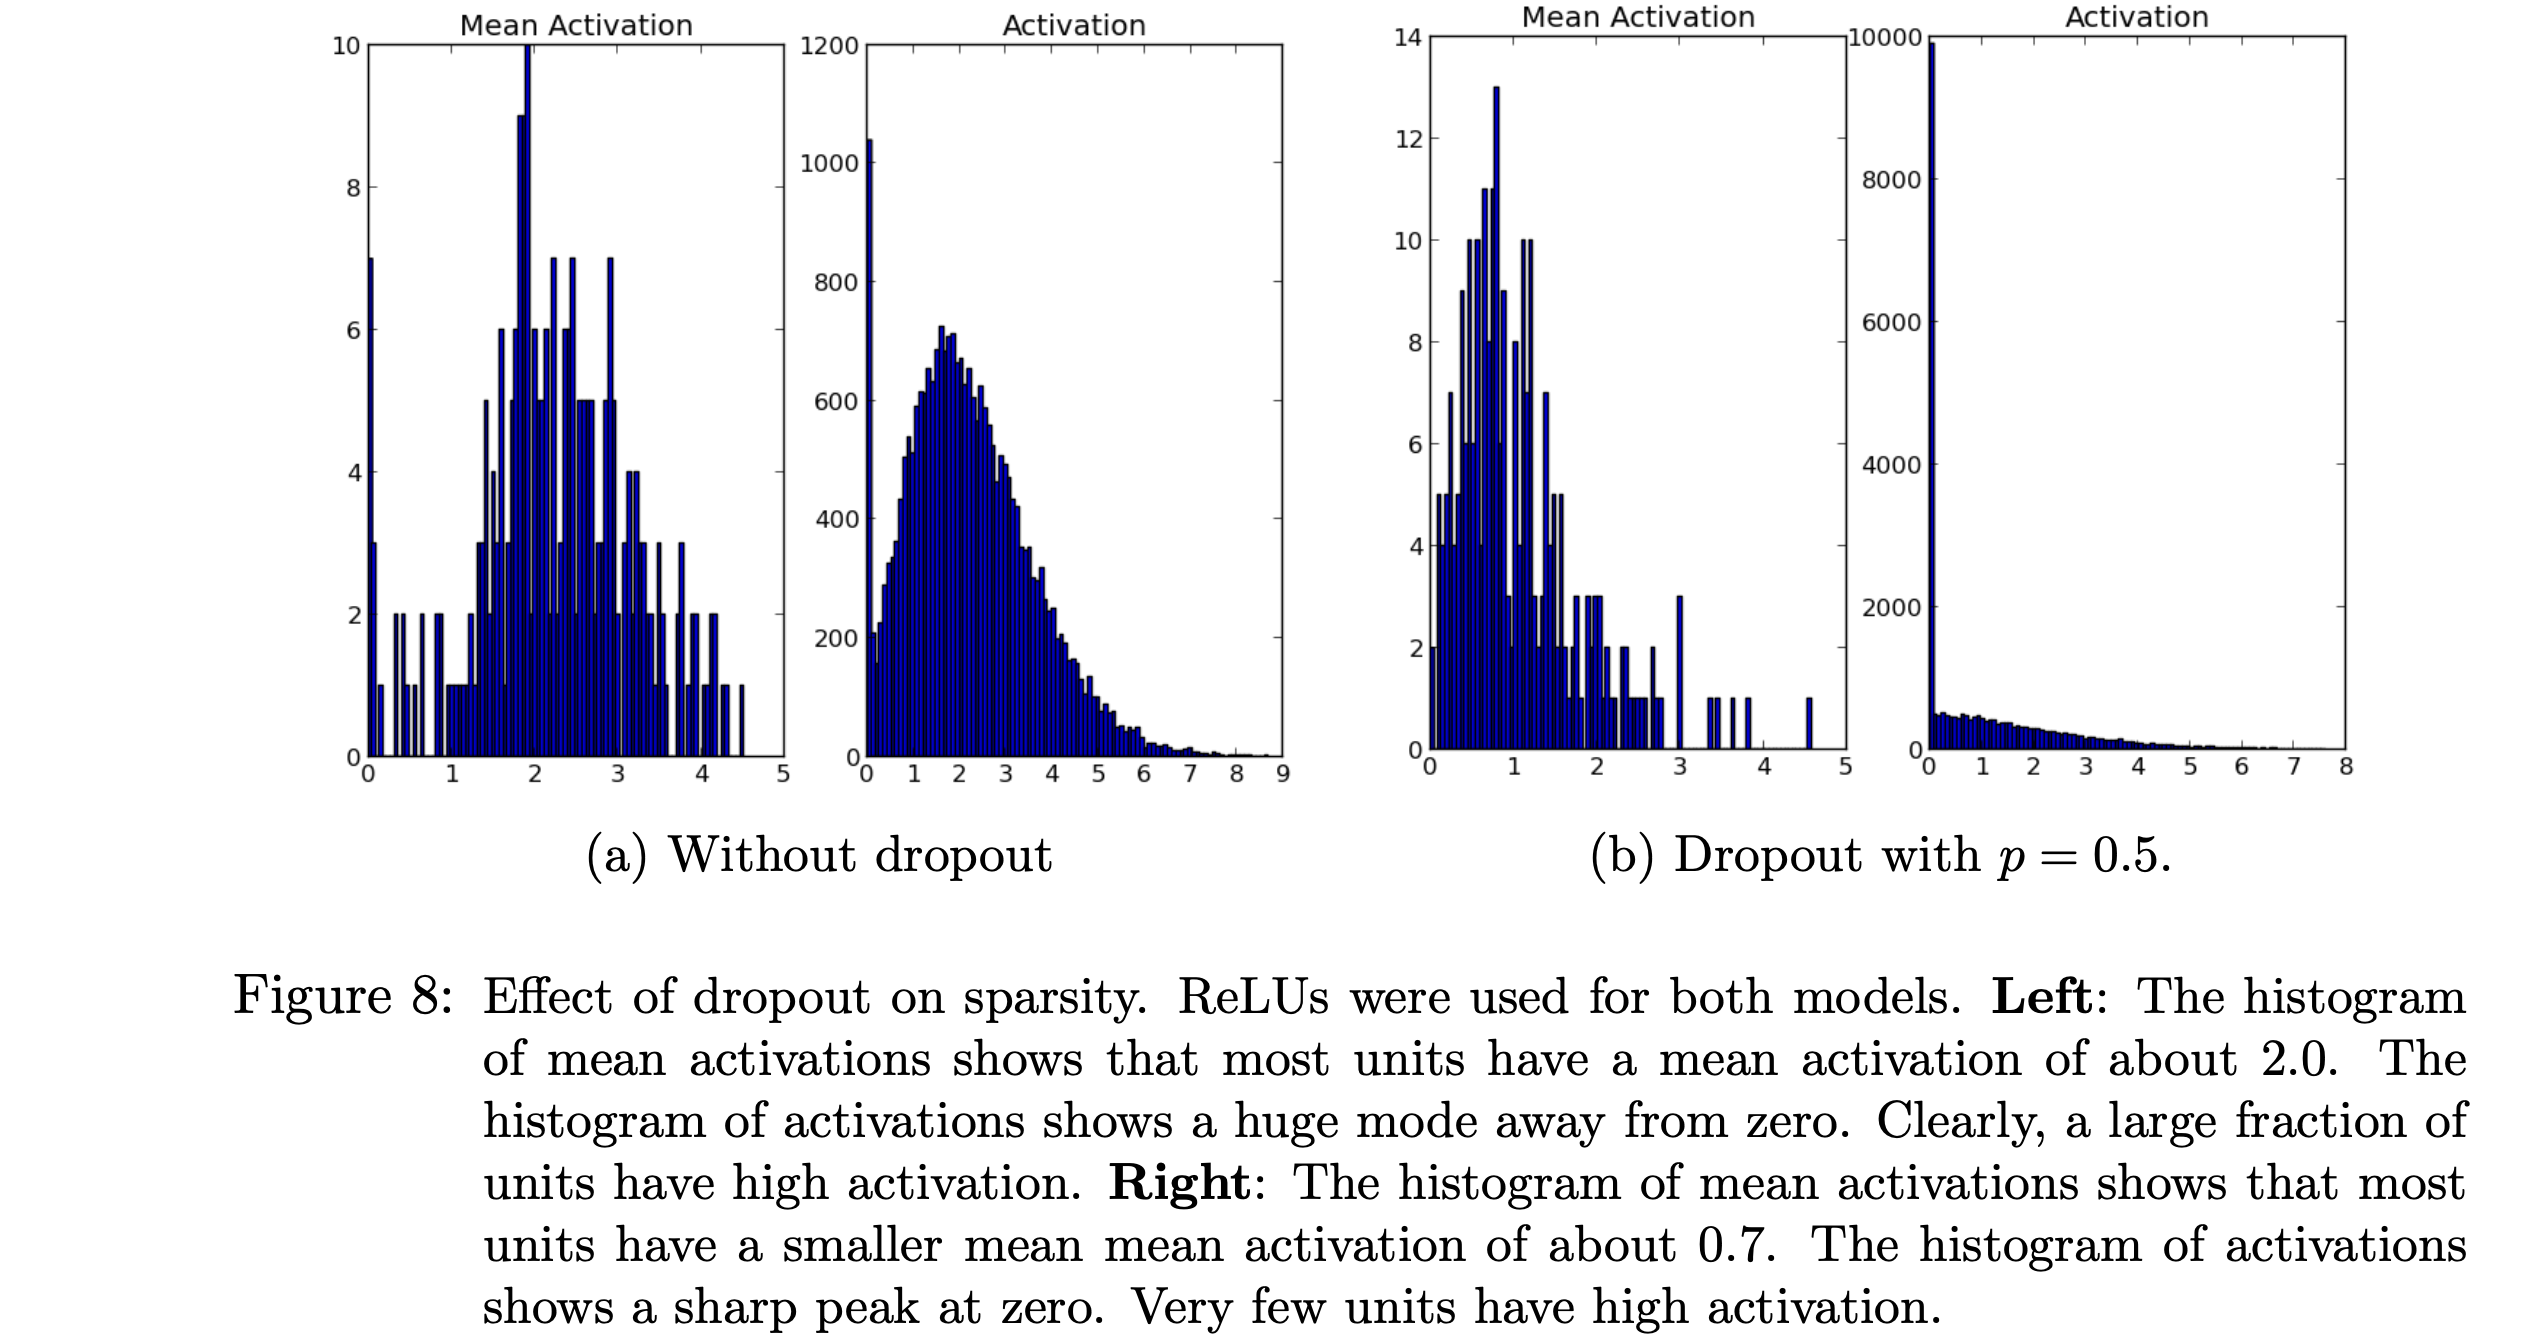 Mean Activation
10
8
6
4
2
0
0 1 2 3 4 5
Activation
1200
1000
800
600
400
200
0
0 1 2 3 4 5 6 7 8 9
(a) Without dropout
Mean Activation
14
12
10
8
6
4
2
0
0 1 2 3 4 5
Activation
10000
8000
6000
4000
2000
0
0 1 2 3 4 5 6 7 8
(b) Dropout with p = 0.5.
Figure 8: Effect of dropout on sparsity. ReLUs were used for both models. Left: The histogram
of mean activations shows that most units have a mean activation of about 2.0. The
histogram of activations shows a huge mode away from zero. Clearly, a large fraction of
units have high activation. Right: The histogram of mean activations shows that most
units have a smaller mean mean activation of about 0.7. The histogram of activations
shows a sharp peak at zero. Very few units have high activation.